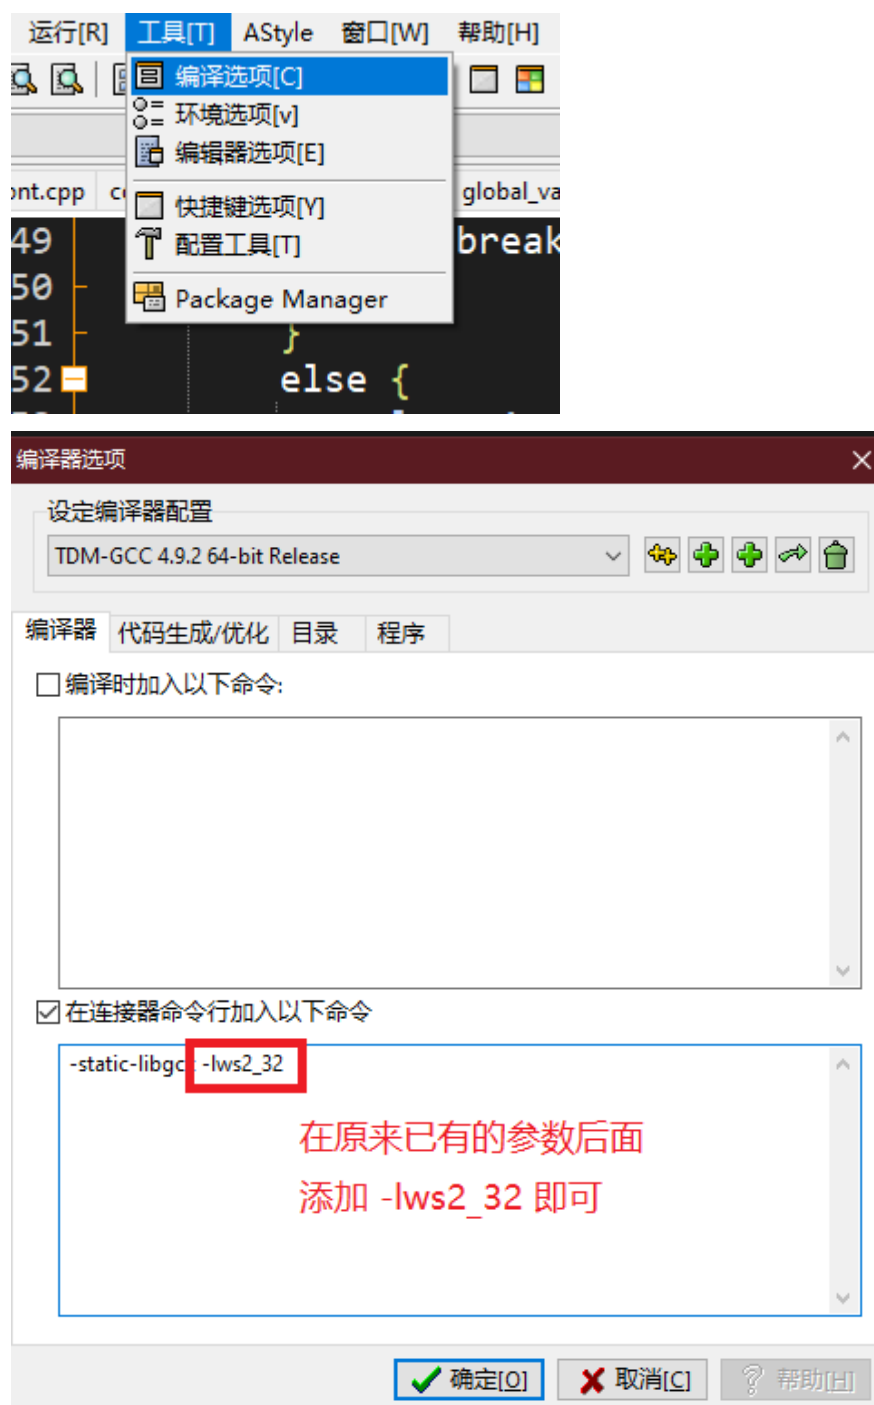 运行[R] 工具[T] AStyle 窗口[W] 帮助[H]
编译选项[C]
环境选项[v]
编辑器选项[E]
ont.cpp global_va
快捷键选项[Y]
49 break
配置工具[T]
50
Package Manager
51 }
52 else {
编译器选项
设定编译器配置
TDM-GCC 4.9.2 64-bit Release
编译器 代码生成/优化 目录 程序
编译时加入以下命令:
在连接器命令行加入以下命令
-static-libgc -lws2_32
在原来已有的参数后面
添加 -lws2_32 即可
确定[O] 取消[C] 帮助[H]